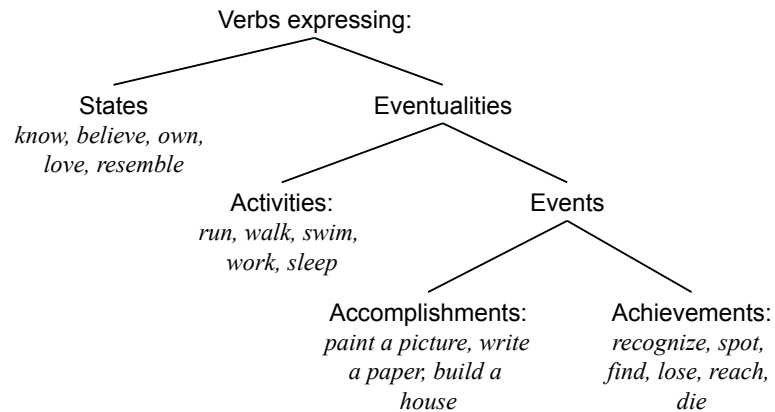 Verbs expressing:
States
know, believe, own,
love, resemble
Eventualities
Activities:
run, walk, swim,
work, sleep
Events
Accomplishments:
paint a picture, write
a paper, build a
house
Achievements:
recognize, spot,
find, lose, reach,
die